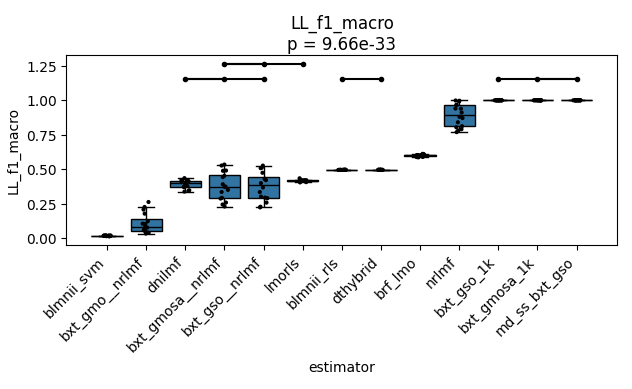 LL_f1_macro
p = 9.66e-33
LL_f1_macro
1.25
1.00
0.75
0.50
0.25
0.00
blmnii_svm
bxt_gmo__nrlmf
dnilmf
bxt_gmosa__nrlmf
bxt_gso__nrlmf
lmorls
blmnii_rls
dthybrid
brf_lmo
nrlmf
bxt_gso_1k
bxt_gmosa_1k
md_ss_bxt_gso
estimator